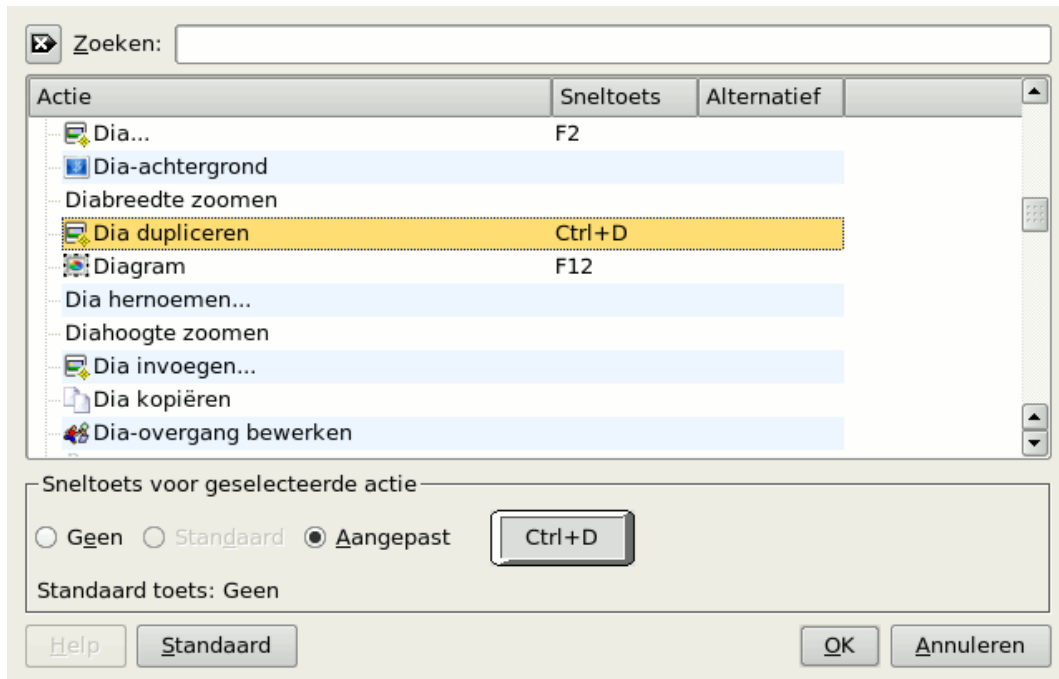 Zoeken:
Actie Sneltoets Alternatief
Dia... F2
Dia-achtergrond
Diabreedte zoomen
Dia dupliceren Ctrl+D
Diagram F12
Dia hernoemen...
Diahoogte zoomen
Dia invoegen...
Dia kopiëren
Dia-overgang bewerken
Sneltoets voor geselecteerde actie
Geen Standaard Aangepast Ctrl+D
Standaard toets: Geen
Help Standaard OK Annuleren